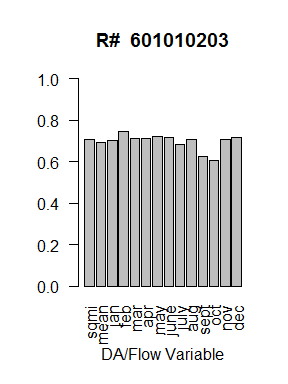 R# 601010203
1.0
0.8
0.6
0.4
0.2
0.0
sqmi
mean
jan
feb
mar
apr
may
june
july
aug
sept
oct
nov
dec
DA/Flow Variable